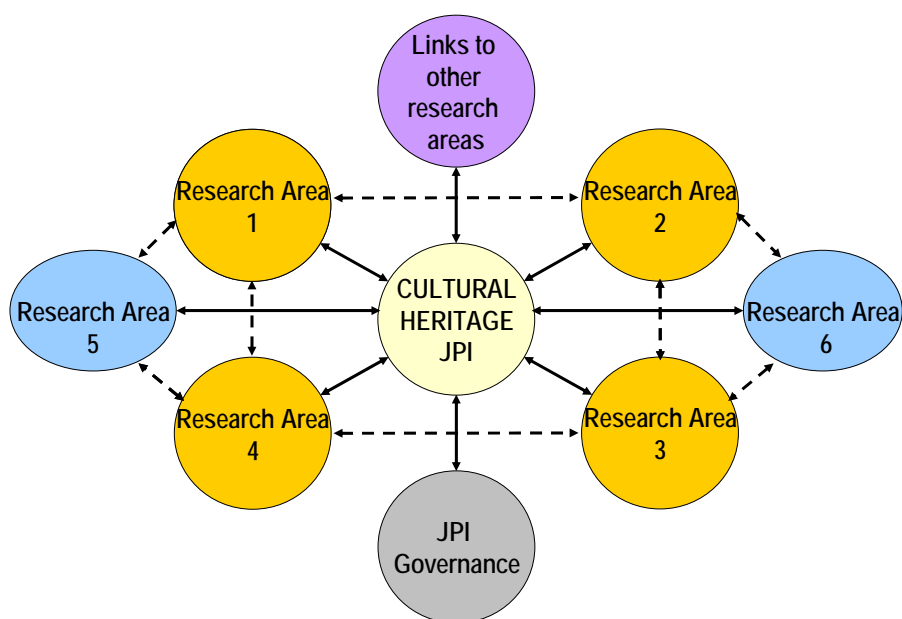 Links to
other
research
areas
Research Area
1
Research Area
2
Research Area
5
CULTURAL
HERITAGE
JPI
Research Area
6
Research Area
4
Research Area
3
JPI
Governance